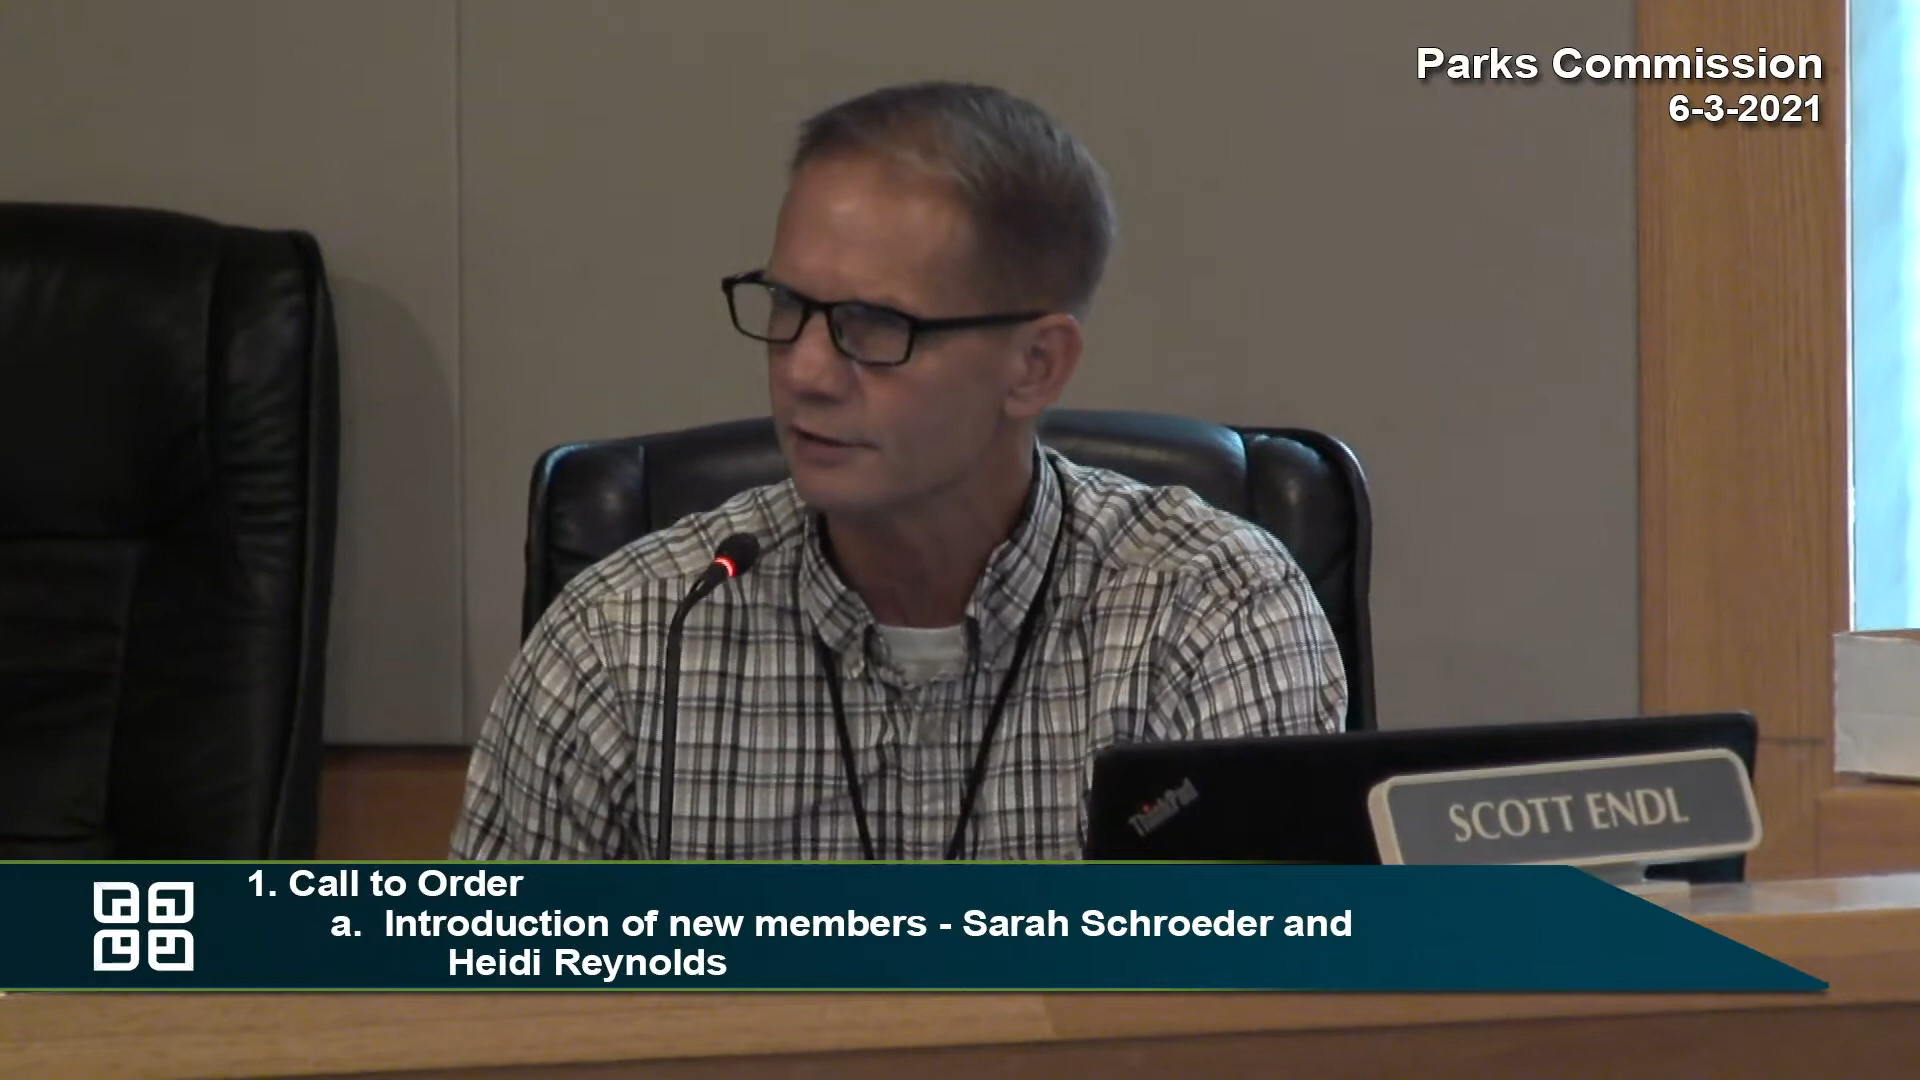 Parks Commission
6-3-2021
ThinkPad
SCOTT ENDL
1. Call to Order
a. Introduction of new members - Sarah Schroeder and
Heidi Reynolds